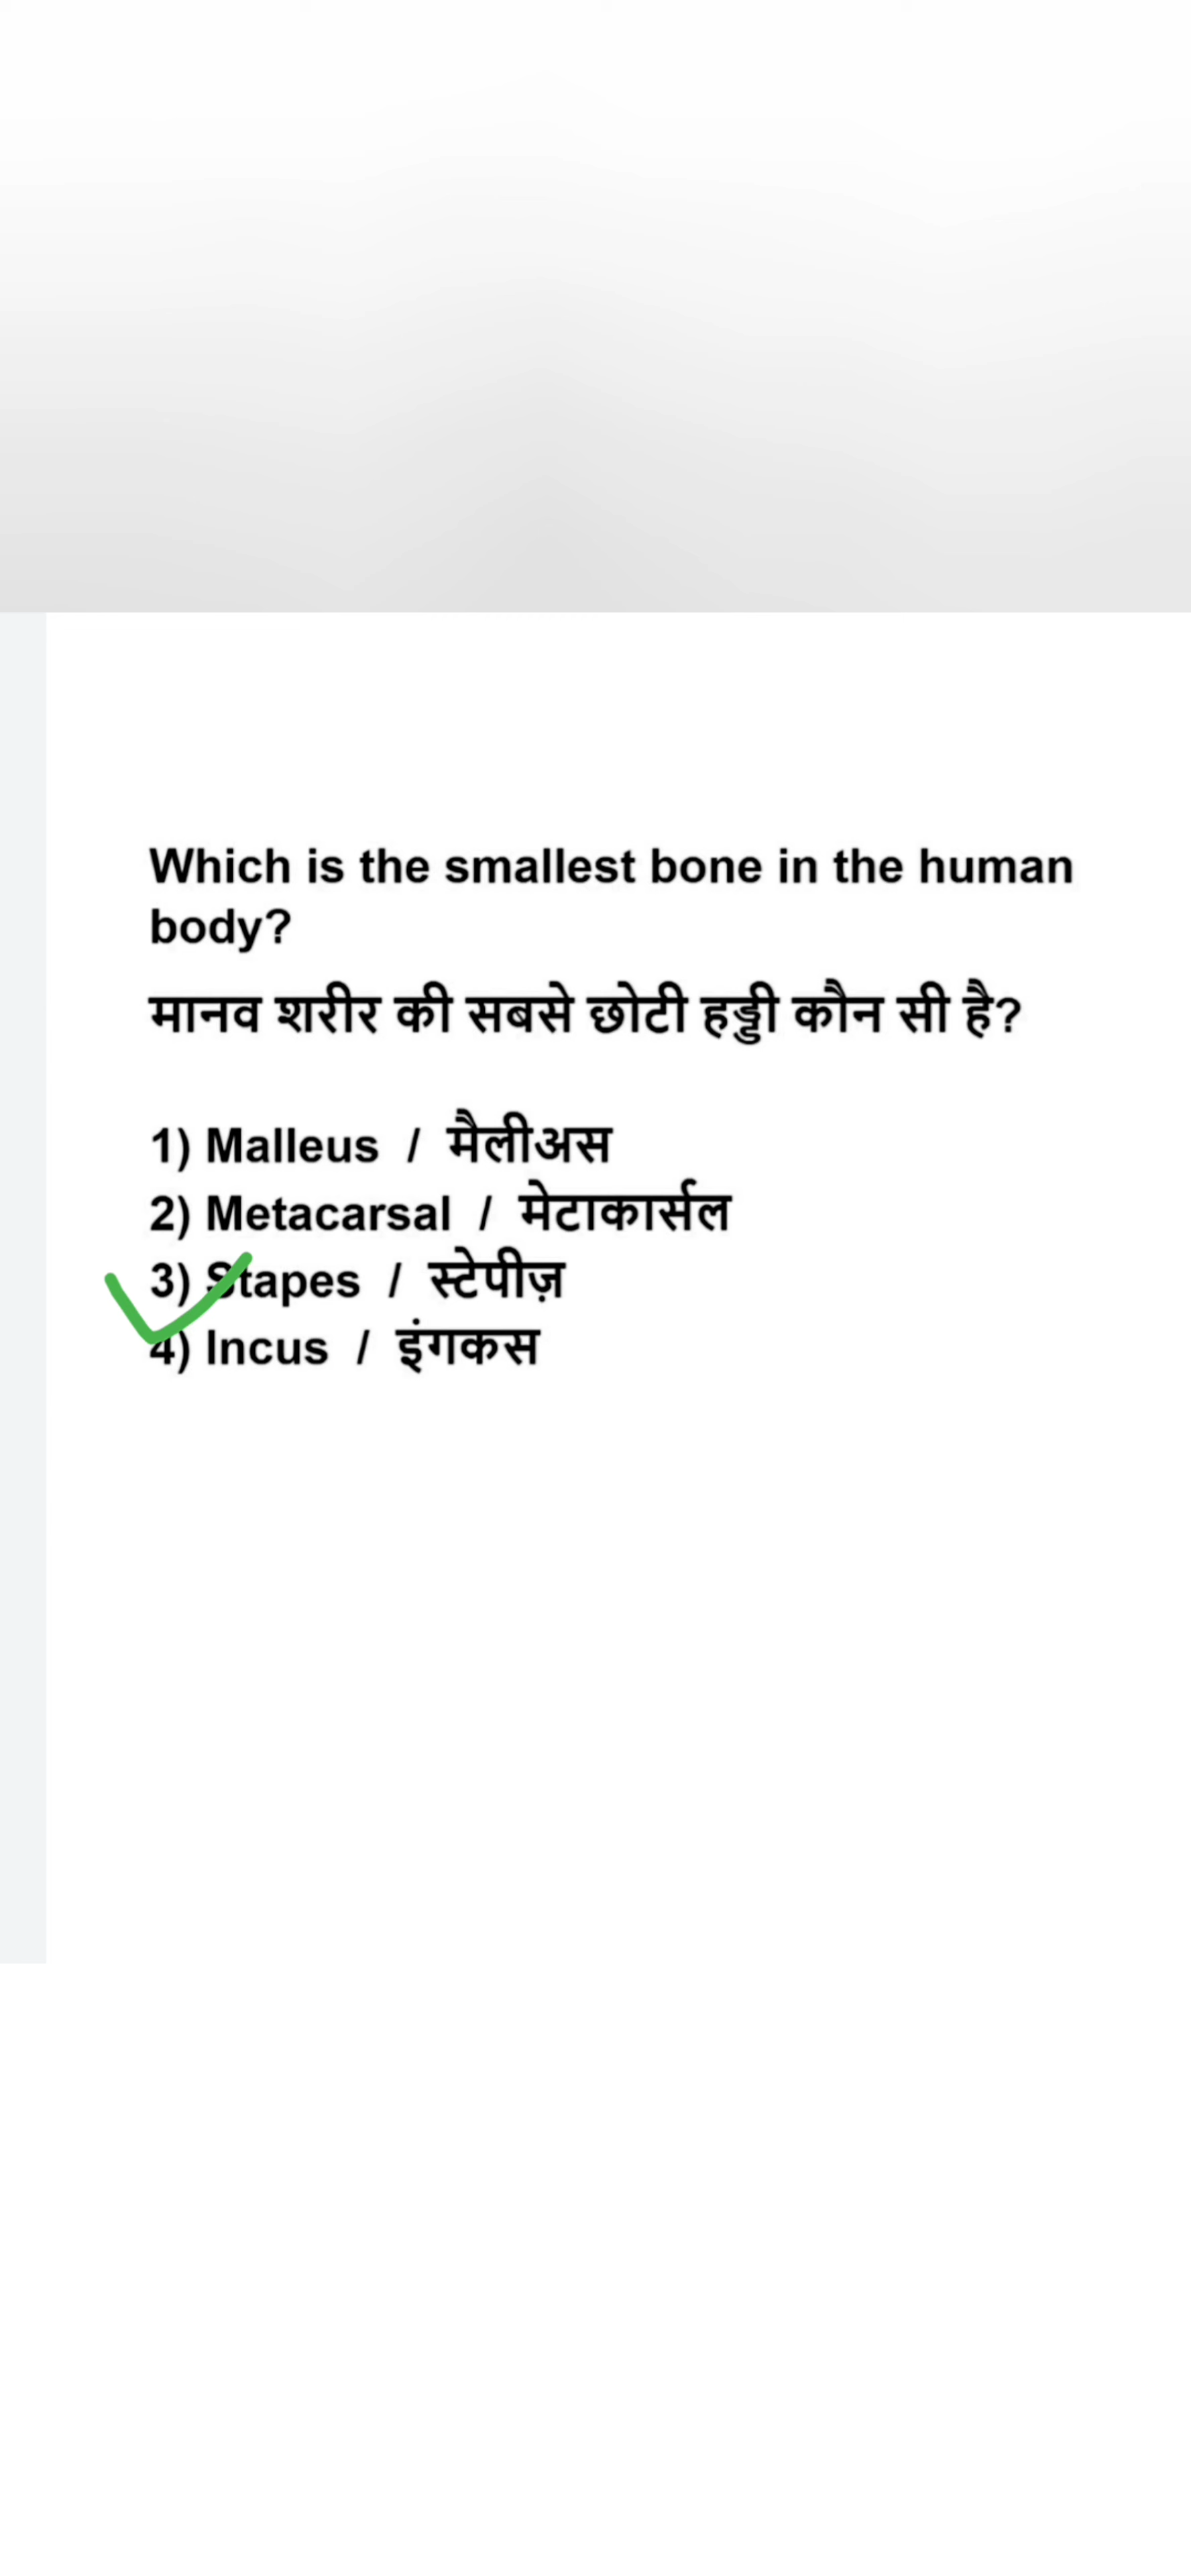 Which is the smallest bone in the human
body?
मानव शरीर की सबसे छोटी हड्डी कौन सी है?
1) Malleus / मैलीअस
2) Metacarsal / मेटाकार्सल
3) Stapes / स्टेपीज़
4) Incus / इंगकस